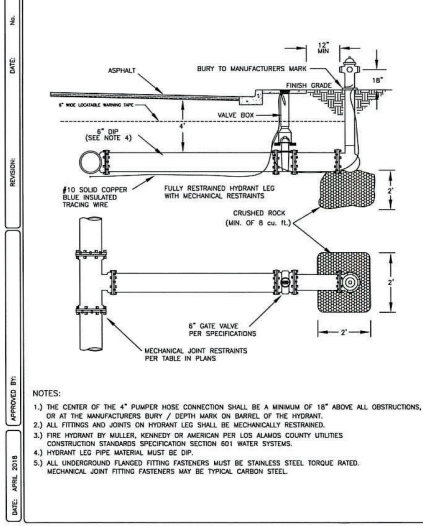 No.
DATE:
REVISION:
APPROVED BY:
DATE: APRIL 2018
12"
MIN
ASPHALT
BURY TO MANUFACTURERS MARK
18"
FINISH GRADE
6" WIDE LOCATABLE WARNING TAPE
4'
VALVE BOX
6" DIP
(SEE NOTE 4)
#10 SOLID COPPER
BLUE INSULATED
TRACING WIRE
FULLY RESTRAINED HYDRANT LEG
WITH MECHANICAL RESTRAINTS
2'
CRUSHED ROCK
(MIN. OF 8 cu. ft.)
2'
6" GATE VALVE
PER SPECIFICATIONS
2'
MECHANICAL JOINT RESTRAINTS
PER TABLE IN PLANS
NOTES:
1.) THE CENTER OF THE 4" PUMPER HOSE CONNECTION SHALL BE A MINIMUM OF 18" ABOVE ALL OBSTRUCTIONS,
OR AT THE MANUFACTURERS BURY / DEPTH MARK ON BARREL OF THE HYDRANT.
2.) ALL FITTINGS AND JOINTS ON HYDRANT LEG SHALL BE MECHANICALLY RESTRAINED.
3.) FIRE HYDRANT BY MULLER, KENNEDY OR AMERICAN PER LOS ALAMOS COUNTY UTILITIES
CONSTRUCTION STANDARDS SPECIFICATION SECTION 601 WATER SYSTEMS.
4.) HYDRANT LEG PIPE MATERIAL MUST BE DIP.
5.) ALL UNDERGROUND FLANGED FITTING FASTENERS MUST BE STAINLESS STEEL TORQUE RATED.
MECHANICAL JOINT FITTING FASTENERS MAY BE TYPICAL CARBON STEEL.